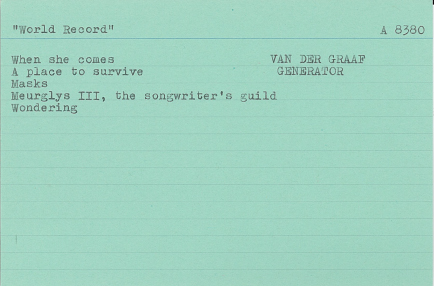 "World Record" A 8380
When she comes VAN DER GRAAF
A place to survive GENERATOR
Masks
Meurglys III, the songwriter's guild
Wondering